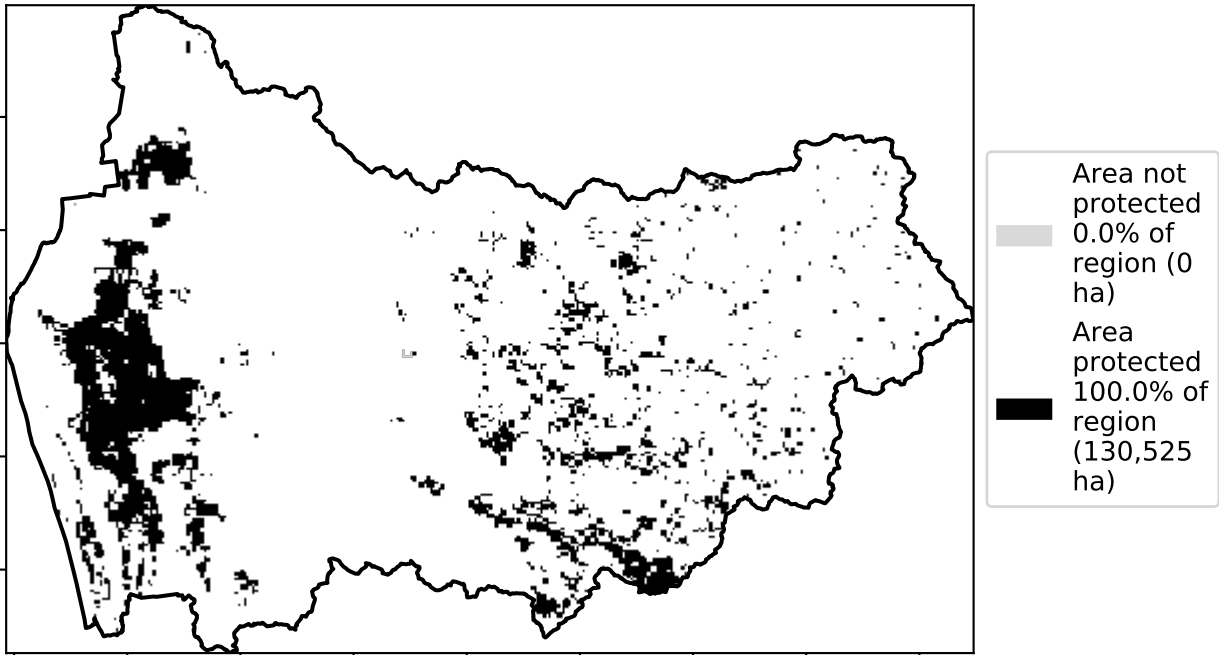 Area not
protected
0.0% of
region (0
ha)
Area
protected
100.0% of
region
(130,525
ha)